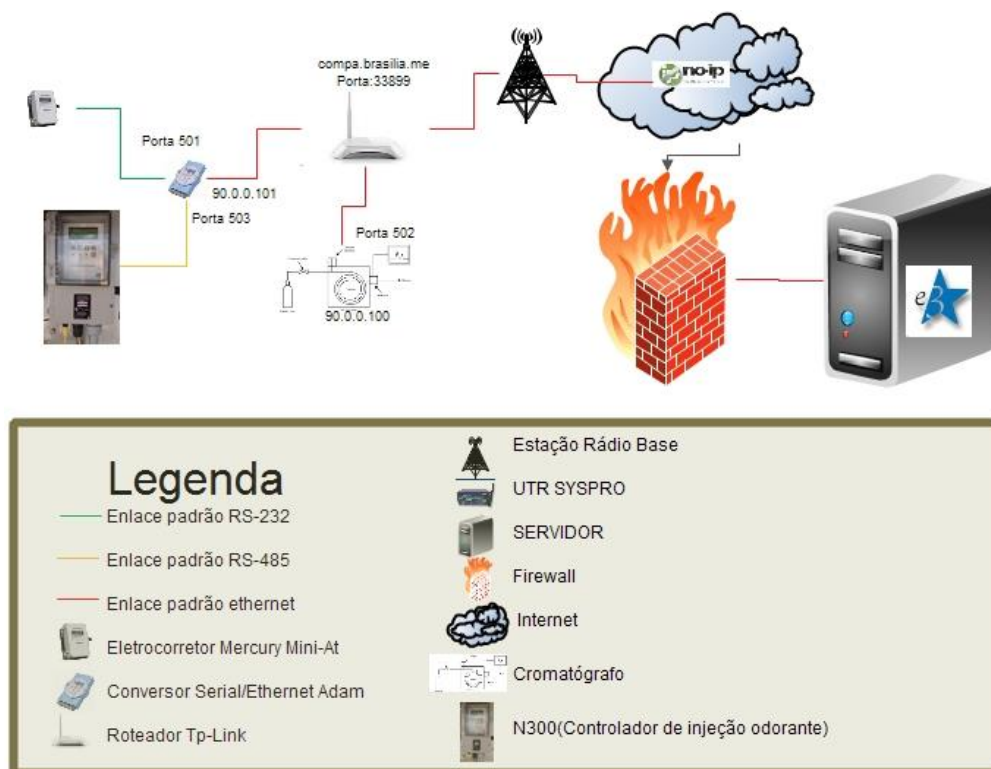 compa.brasilia.me
Porta:33899
no-ip
Porta 501
90.0.0.101
Porta 503
Porta 502
90.0.0.100
e3
Legenda
Enlace padrão RS-232
Enlace padrão RS-485
Enlace padrão ethernet
Eletrocorretor Mercury Mini-At
Conversor Serial/Ethernet Adam
Roteador Tp-Link
Estação Rádio Base
UTR SYSPRO
SERVIDOR
Firewall
Internet
Cromatógrafo
N300(Controlador de injeção odorante)